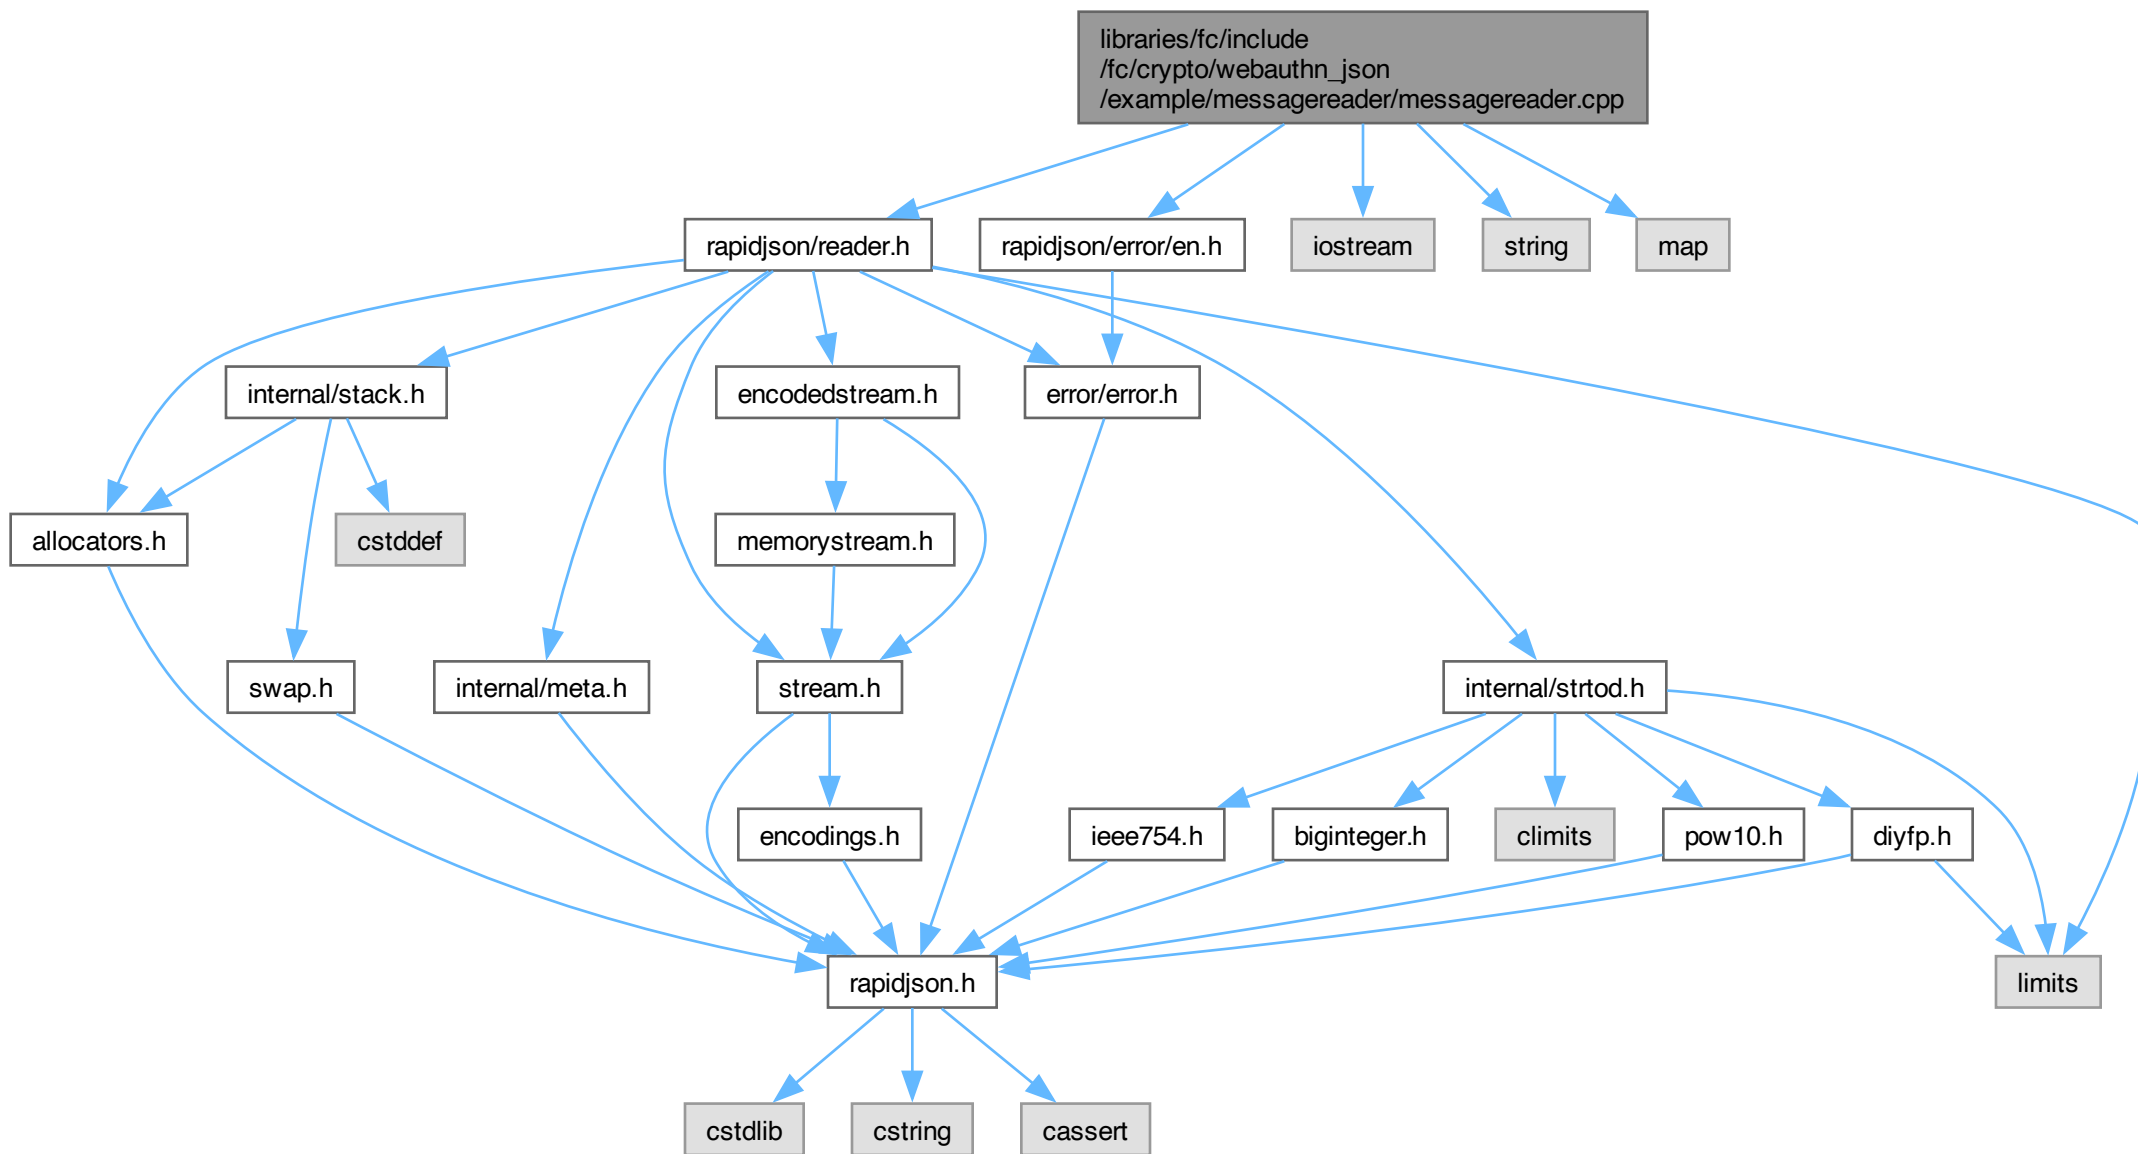 libraries/fc/include
/fc/crypto/webauthn_json
/example/messagereader/messagereader.cpp
rapidjson/reader.h
rapidjson/error/en.h
iostream
string
map
internal/stack.h
encodedstream.h
error/error.h
allocators.h
cstddef
memorystream.h
swap.h
internal/meta.h
stream.h
internal/strtod.h
encodings.h
ieee754.h
biginteger.h
climits
pow10.h
diyfp.h
rapidjson.h
limits
cstdlib
cstring
cassert